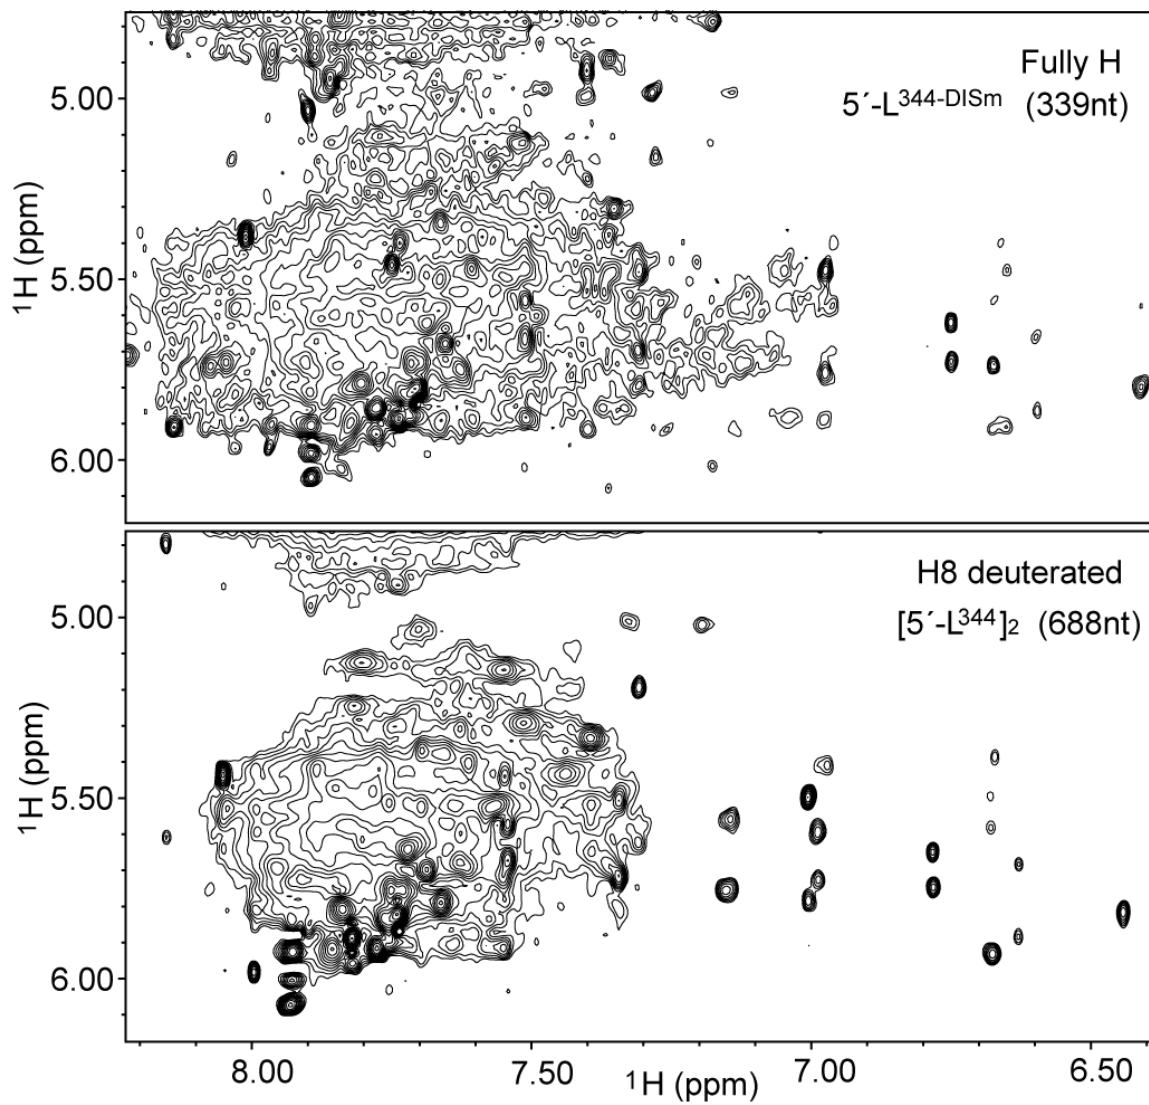 Fully H
5´-L344-DISm (339nt)
5.00
5.50
6.00
1H (ppm)
H8 deuterated
[5´-L344]2 (688nt)
5.00
5.50
6.00
1H (ppm)
8.00 7.50 7.00 6.50
1H (ppm)